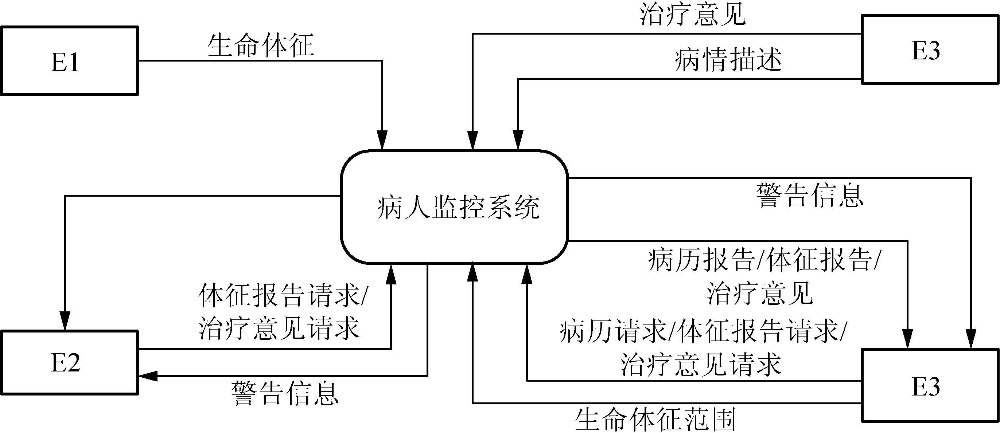 治疗意见
E1
生命体征
E3
病情描述
病人监控系统
警告信息
病历报告/体征报告/
治疗意见
体征报告请求/
治疗意见请求
病历请求/体征报告请求/
治疗意见请求
E2
警告信息
E3
生命体征范围